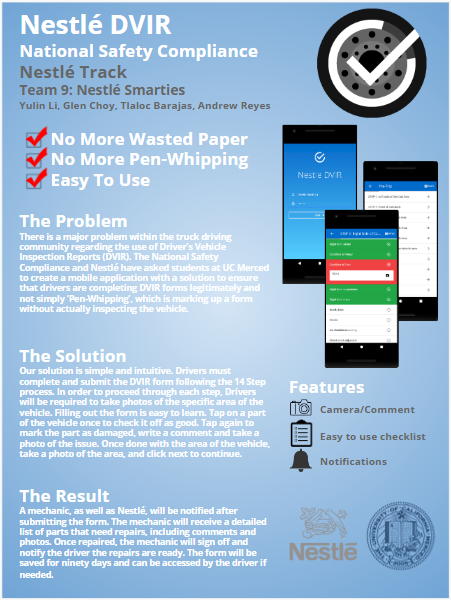 Nestlé DVIR
National Safety Compliance
Nestlé Track
Team 9: Nestlé Smarties
Yulin Li, Glen Choy, Tlaloc Barajas, Andrew Reyes
No More Wasted Paper
No More Pen-Whipping
Easy To Use
Nestle DVIR
Pre-Trip
The Problem
There is a major problem within the truck driving
community regarding the use of Driver's Vehicle
Inspection Reports (DVIR). The National Safety
Compliance and Nestlé have asked students at UC Merced
to create a mobile application with a solution to ensure
that drivers are completing DVIR forms legitimately and
not simply 'Pen-Whipping', which is marking up a form
without actually inspecting the vehicle.
The Solution
Our solution is simple and intuitive. Drivers must
complete and submit the DVIR form following the 14 Step
process. In order to proceed through each step, Drivers
will be required to take photos of the specific area of the
vehicle. Filling out the form is easy to learn. Tap on a part
of the vehicle once to check it off as good. Tap again to
mark the part as damaged, write a comment and take a
photo of the issue. Once done with the area of the vehicle,
take a photo of the area, and click next to continue.
Features
Camera/Comment
Easy to use checklist
Notifications
The Result
A mechanic, as well as Nestlé, will be notified after
submitting the form. The mechanic will receive a detailed
list of parts that need repairs, including comments and
photos. Once repaired, the mechanic will sign off and
notify the driver the repairs are ready. The form will be
saved for ninety days and can be accessed by the driver if
needed.
Nestlé